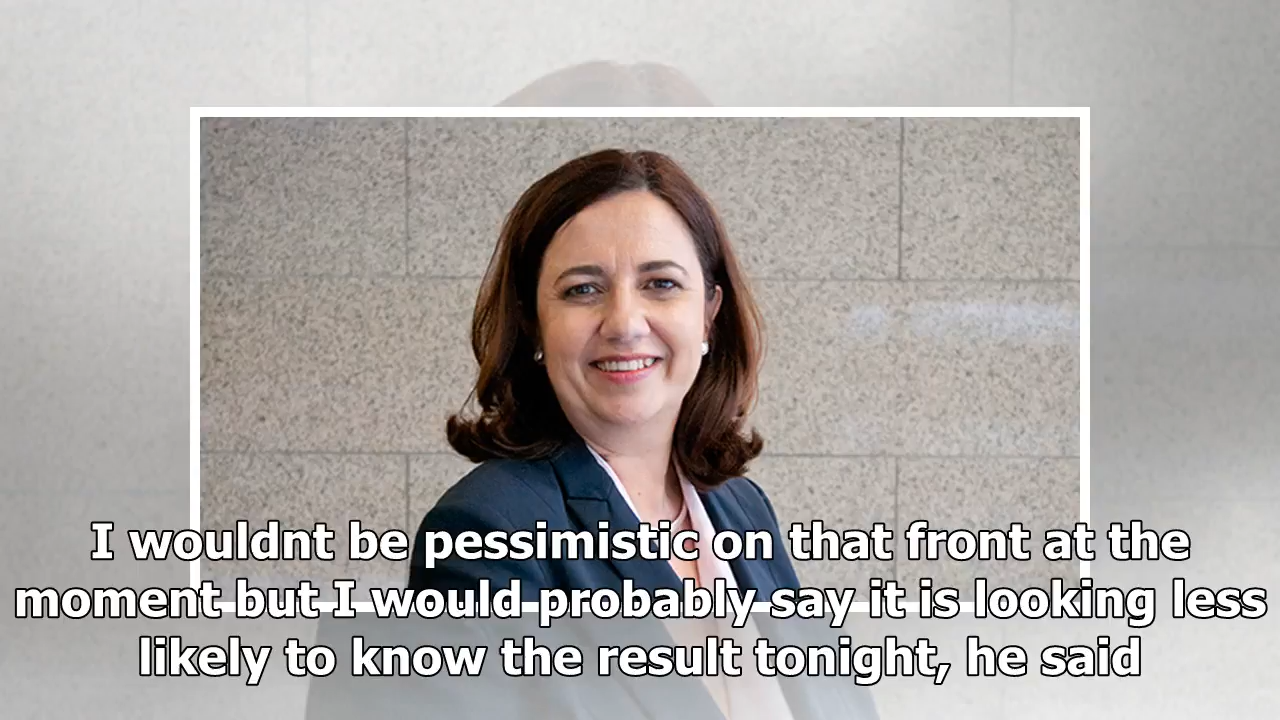 I wouldnt be pessimistic on that front at the
moment but I would probably say it is looking less
likely to know the result tonight, he said